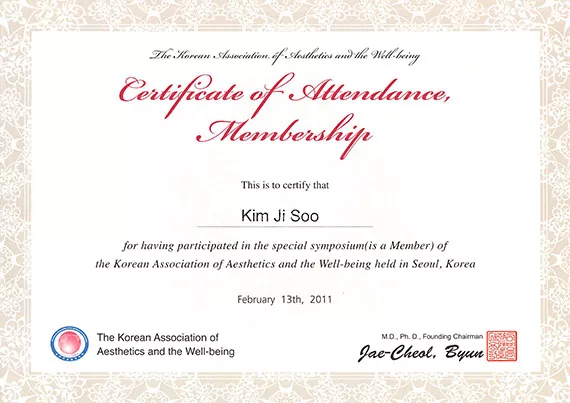 The Korean Association of Aesthetics and the Well-being
Certificate of Attendance,
Membership
This is to certify that
Kim Ji Soo
for having participated in the special symposium(is a Member) of
the Korean Association of Aesthetics and the Well-being held in Seoul, Korea
February 13th, 2011
The Korean Association of
Aesthetics and the Well-being
M.D., Ph. D., Founding Chairman
Jae-Cheol, Byun